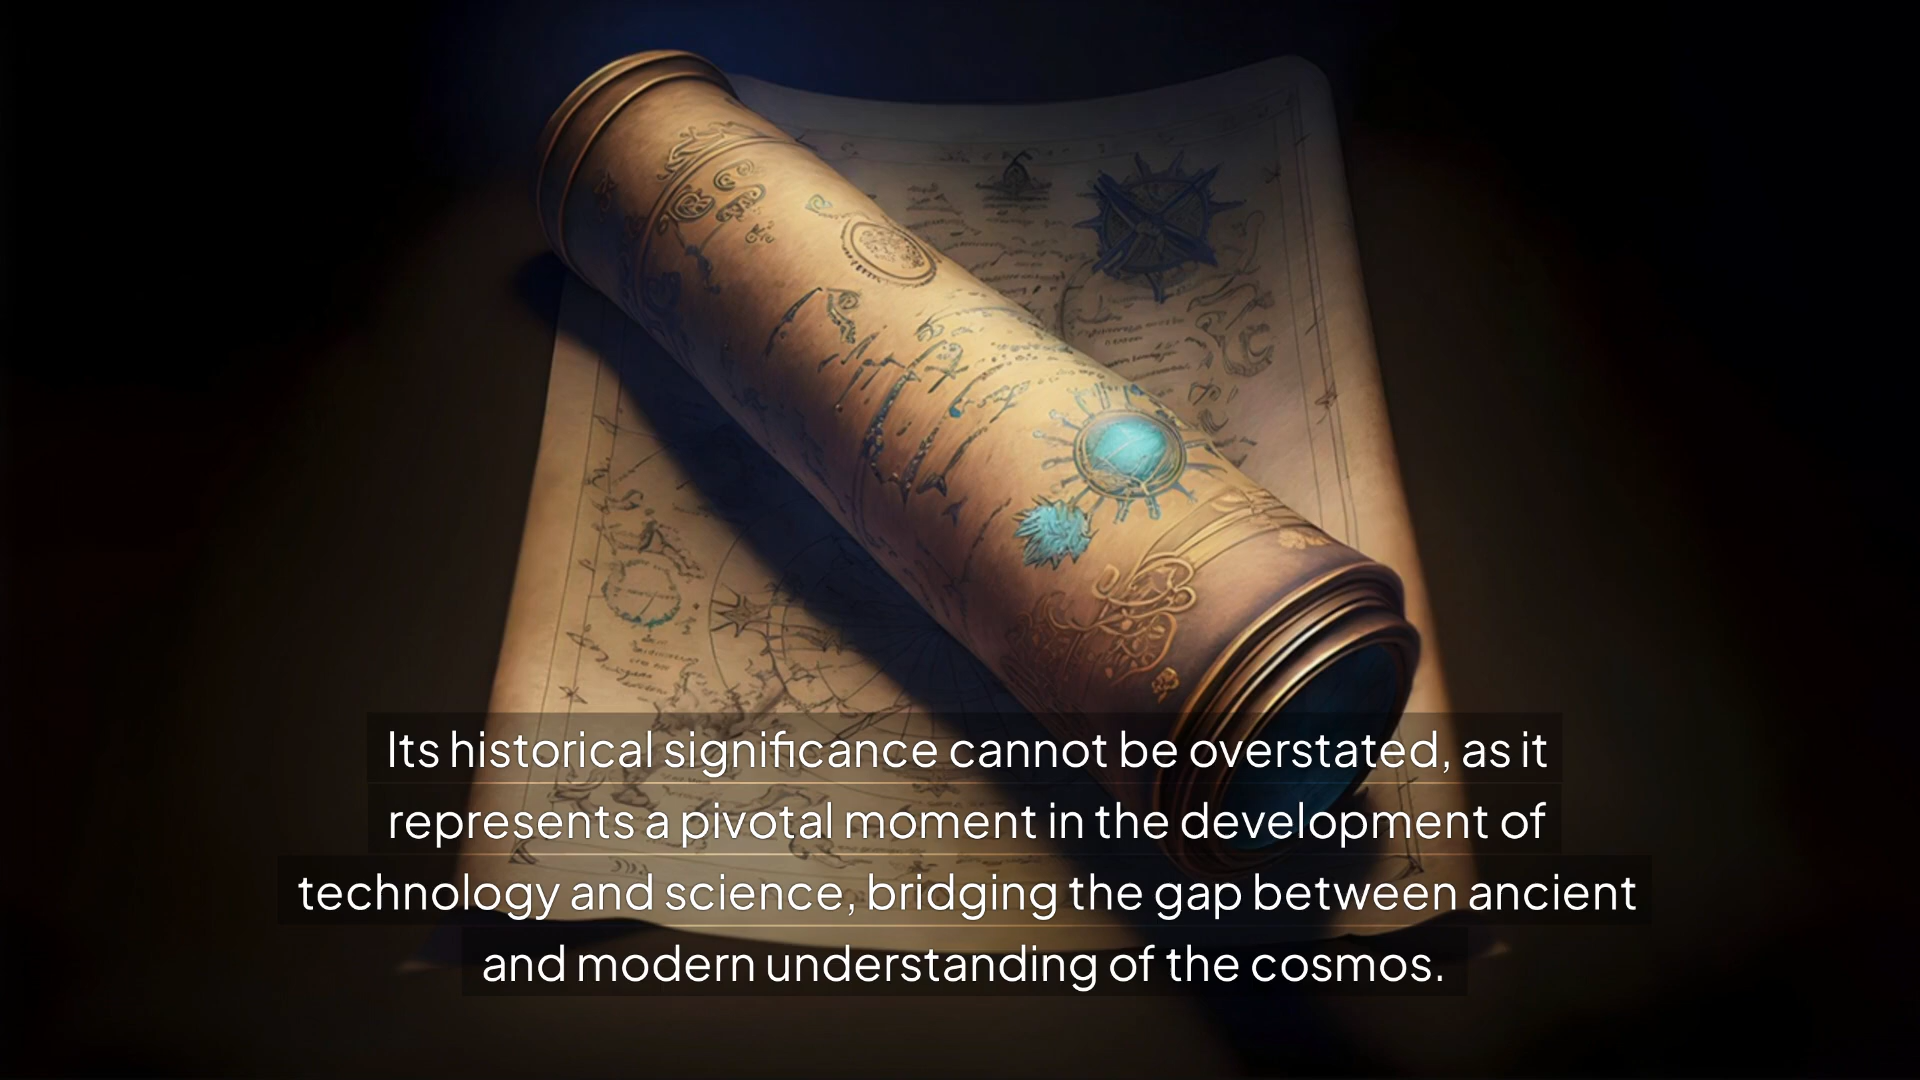 Its historical significance cannot be overstated, as it
represents a pivotal moment in the development of
technology and science, bridging the gap between ancient
and modern understanding of the cosmos.